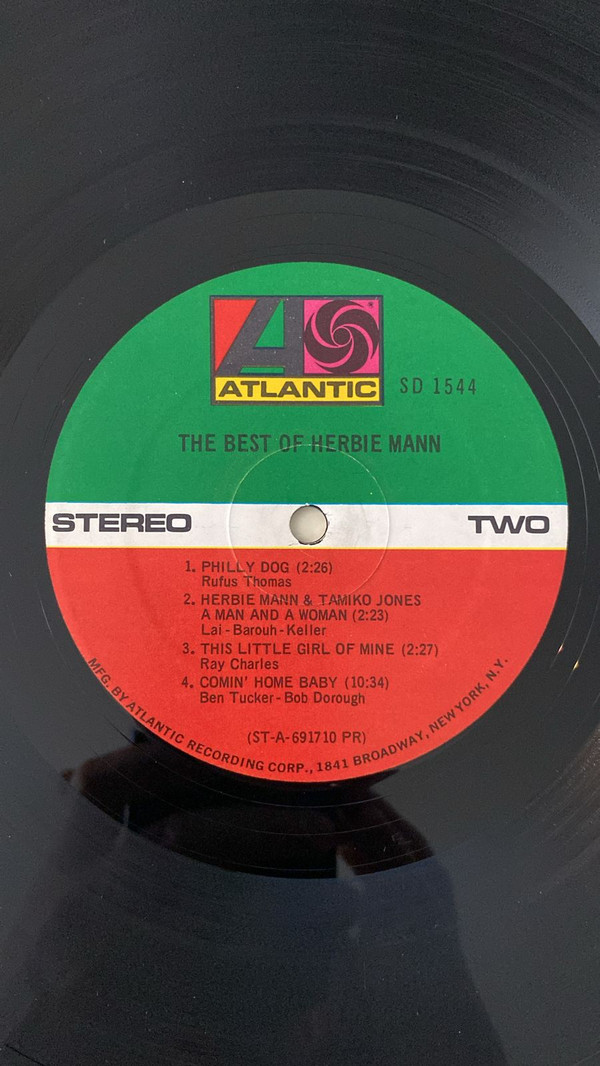 ATLANTIC
SD 1544
THE BEST OF HERBIE MANN
STEREO
TWO
1. PHILLY DOG (2:26)
Rufus Thomas
2. HERBIE MANN & TAMIKO JONES
A MAN AND A WOMAN (2:23)
Lai - Barouh - Keller
3. THIS LITTLE GIRL OF MINE (2:27)
Ray Charles
4. COMIN' HOME BABY (10:34)
Ben Tucker - Bob Dorough
(ST-A-691710 PR)
MFG. BY ATLANTIC RECORDING CORP., 1841 BROADWAY, NEW YORK, N.Y.